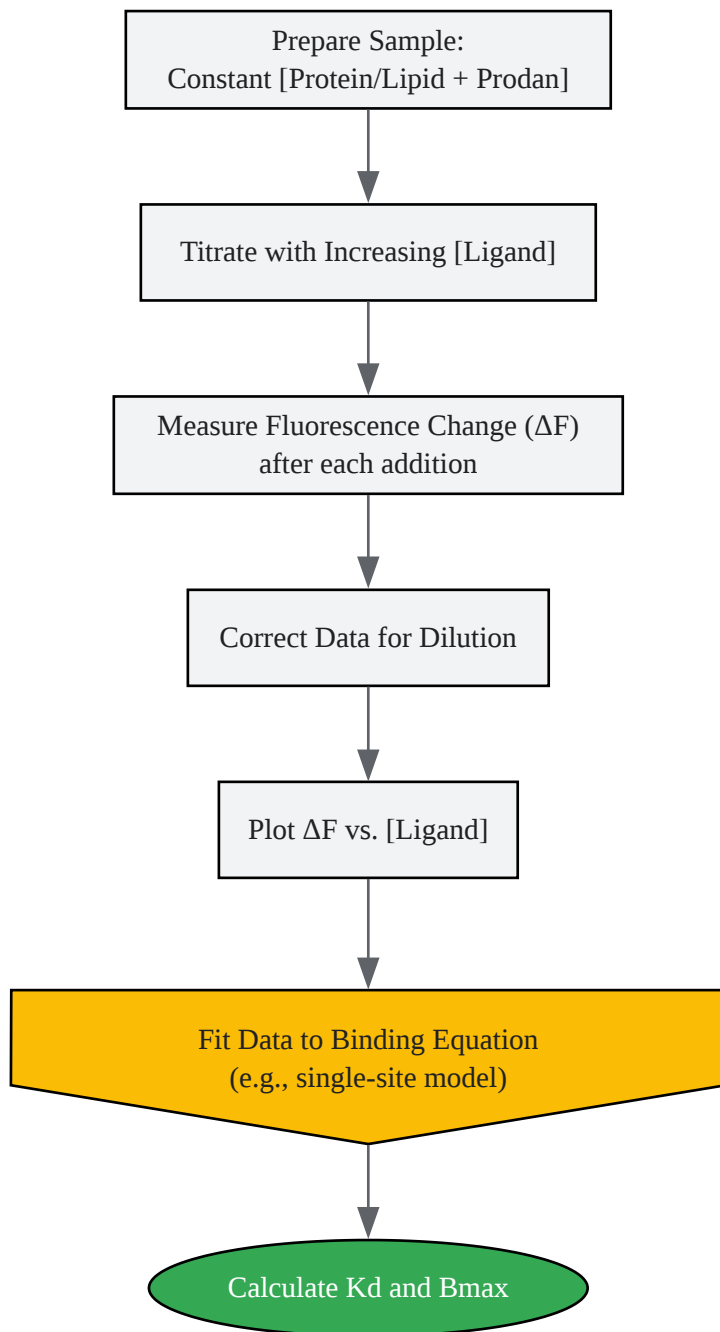 Prepare Sample:
Constant [Protein/Lipid + Prodan]
Titrate with Increasing [Ligand]
Measure Fluorescence Change (ΔF)
after each addition
Correct Data for Dilution
Plot ΔF vs. [Ligand]
Fit Data to Binding Equation
(e.g., single-site model)
Calculate Kd and Bmax